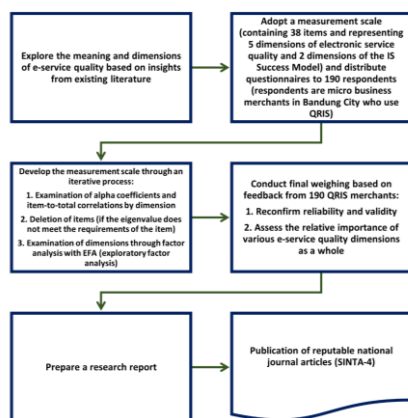 Explore the meaning and dimensions
of e-service quality based on insights
from existing literature
Adopt a measurement scale
(containing 38 items and representing
5 dimensions of electronic service
quality and 2 dimensions of the IS
Success Model) and distribute
questionnaires to 190 respondents
(respondents are micro business
merchants in Bandung City who use
QRIS)
Develop the measurement scale through an
iterative process:
1. Examination of alpha coefficients and
item-to-total correlations by dimension
2. Deletion of items (if the eigenvalue does
not meet the requirements of the item)
3. Examination of dimensions through factor
analysis with EFA (exploratory factor
analysis)
Conduct final weighing based on
feedback from 190 QRIS merchants:
1. Reconfirm reliability and validity
2. Assess the relative importance of
various e-service quality dimensions
as a whole
Prepare a research report
Publication of reputable national
journal articles (SINTA-4)